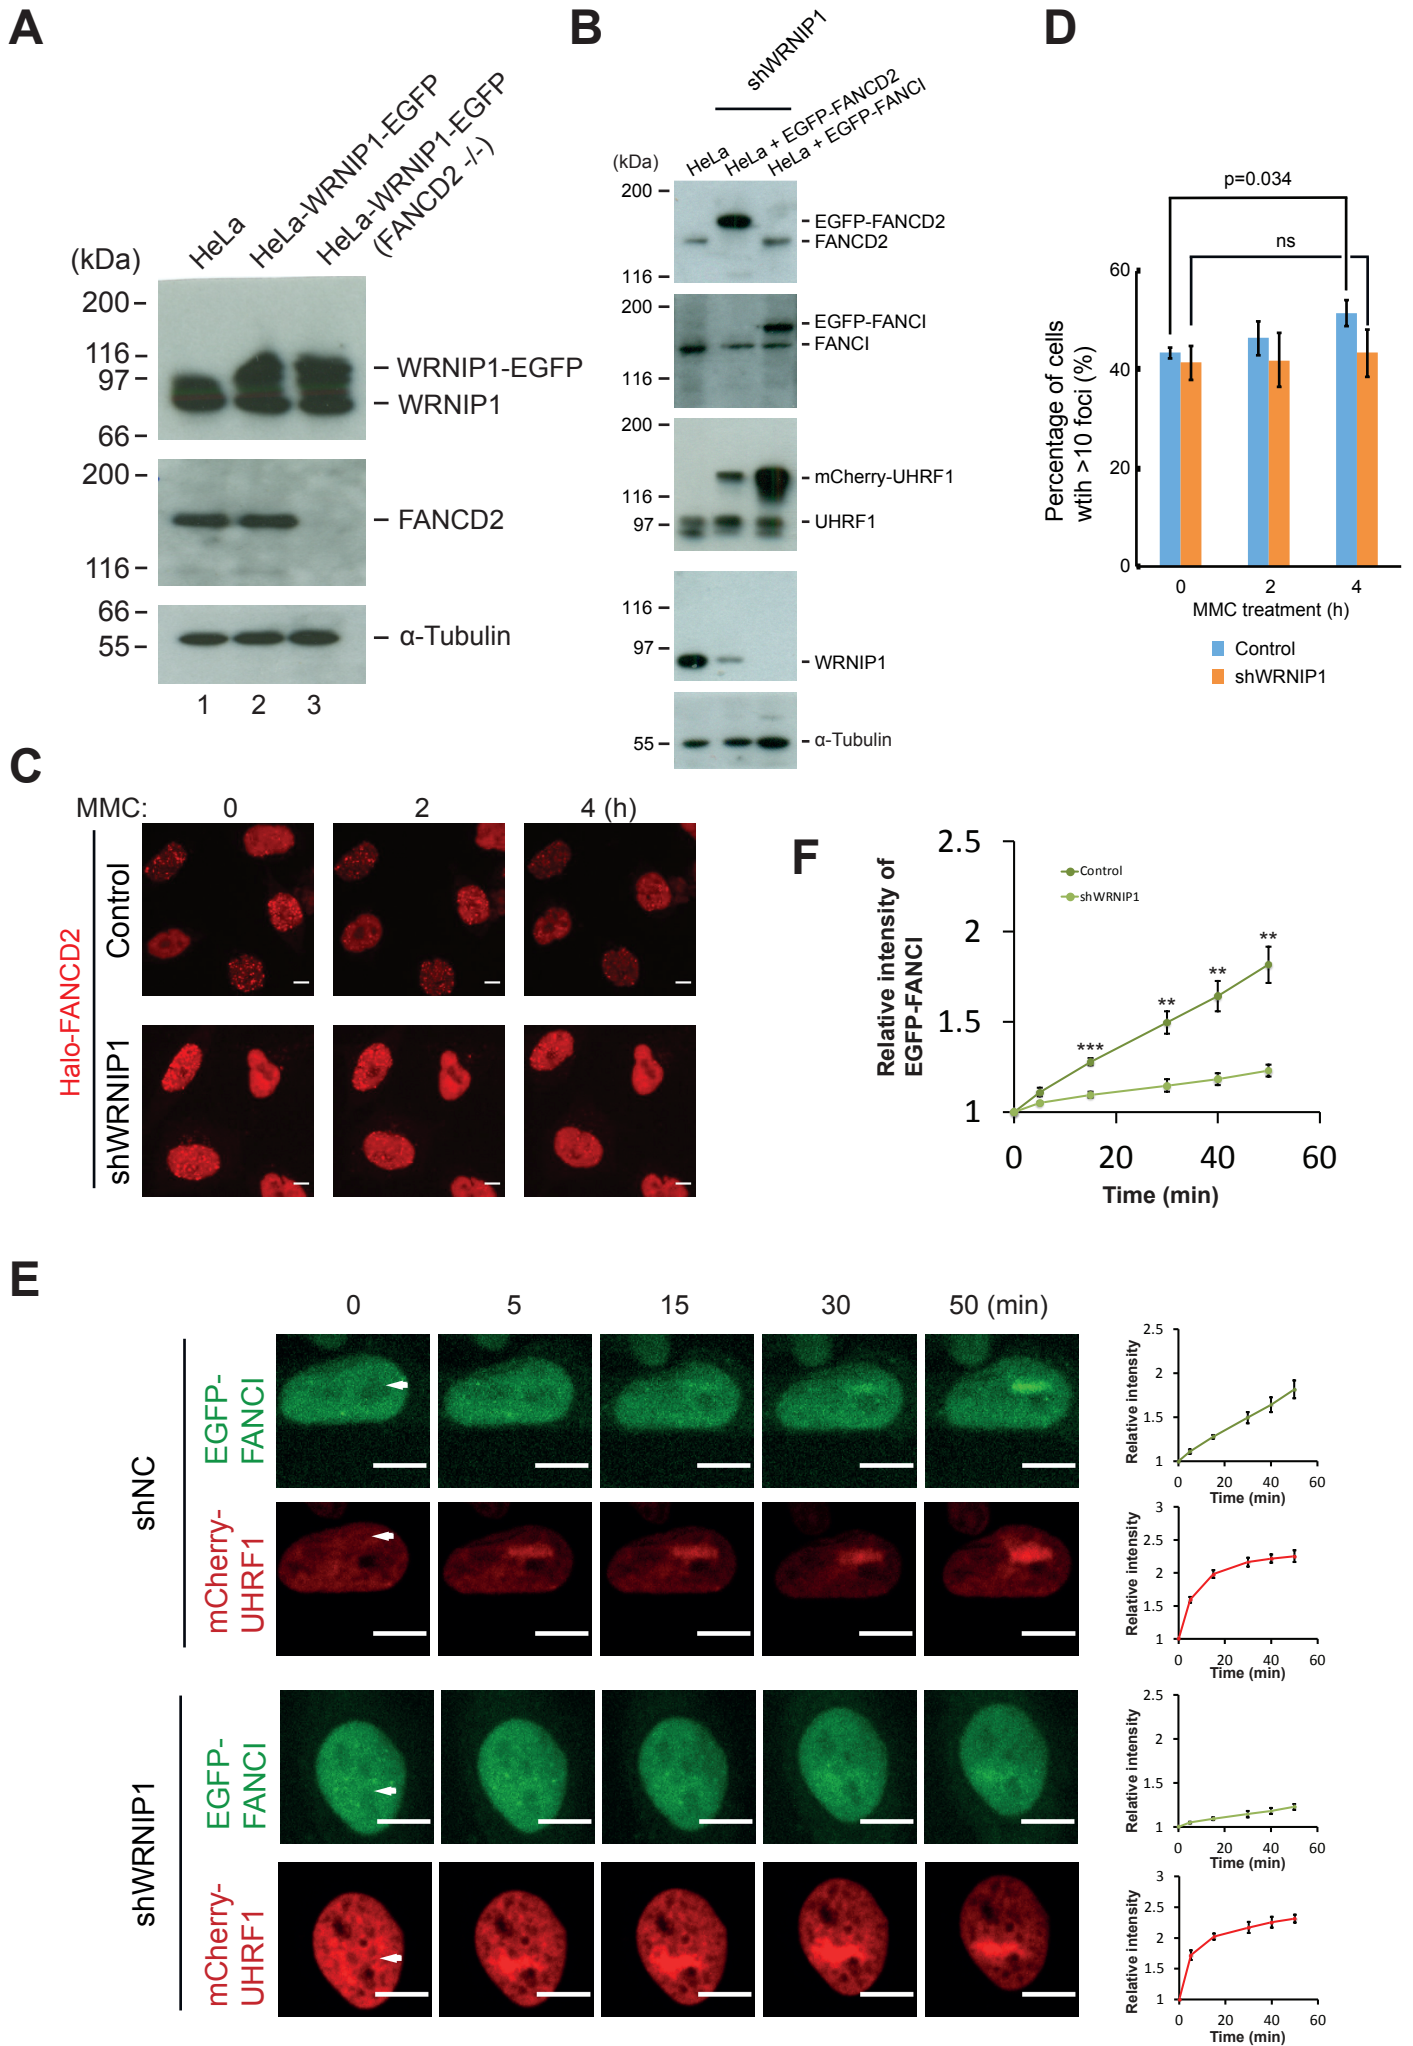 A
HeLa
HeLa-WRNIP1-EGFP
HeLa-WRNIP1-EGFP
(FANCD2 -/-)
(kDa)
200
116
97
66
WRNIP1-EGFP
WRNIP1
200
116
FANCD2
66
55
α-Tubulin
1 2 3
B
shWRNIP1
HeLa
HeLa + EGFP-FANCD2
HeLa + EGFP-FANCI
(kDa)
200
116
EGFP-FANCD2
FANCD2
200
116
EGFP-FANCI
FANCI
200
116
97
mCherry-UHRF1
UHRF1
116
97
WRNIP1
55
α-Tubulin
D
p=0.034
ns
Percentage of cells
wtih >10 foci (%)
60
40
20
0
0 2 4
MMC treatment (h)
Control
shWRNIP1
C
MMC: 0 2 4 (h)
Halo-FANCD2
Control
shWRNIP1
F
Relative intensity of
EGFP-FANCI
2.5
2
1.5
1
Control
shWRNIP1
***
**
**
**
0 20 40 60
Time (min)
E
0 5 15 30 50 (min)
shNC
EGFP-
FANCI
Relative intensity
2.5
2
1.5
1
0 20 40 60
Time (min)
mCherry-
UHRF1
Relative intensity
3
2.5
2
1.5
1
0 20 40 60
Time (min)
shWRNIP1
EGFP-
FANCI
Relative intensity
2.5
2
1.5
1
0 20 40 60
Time (min)
mCherry-
UHRF1
Relative intensity
3
2.5
2
1.5
1
0 20 40 60
Time (min)